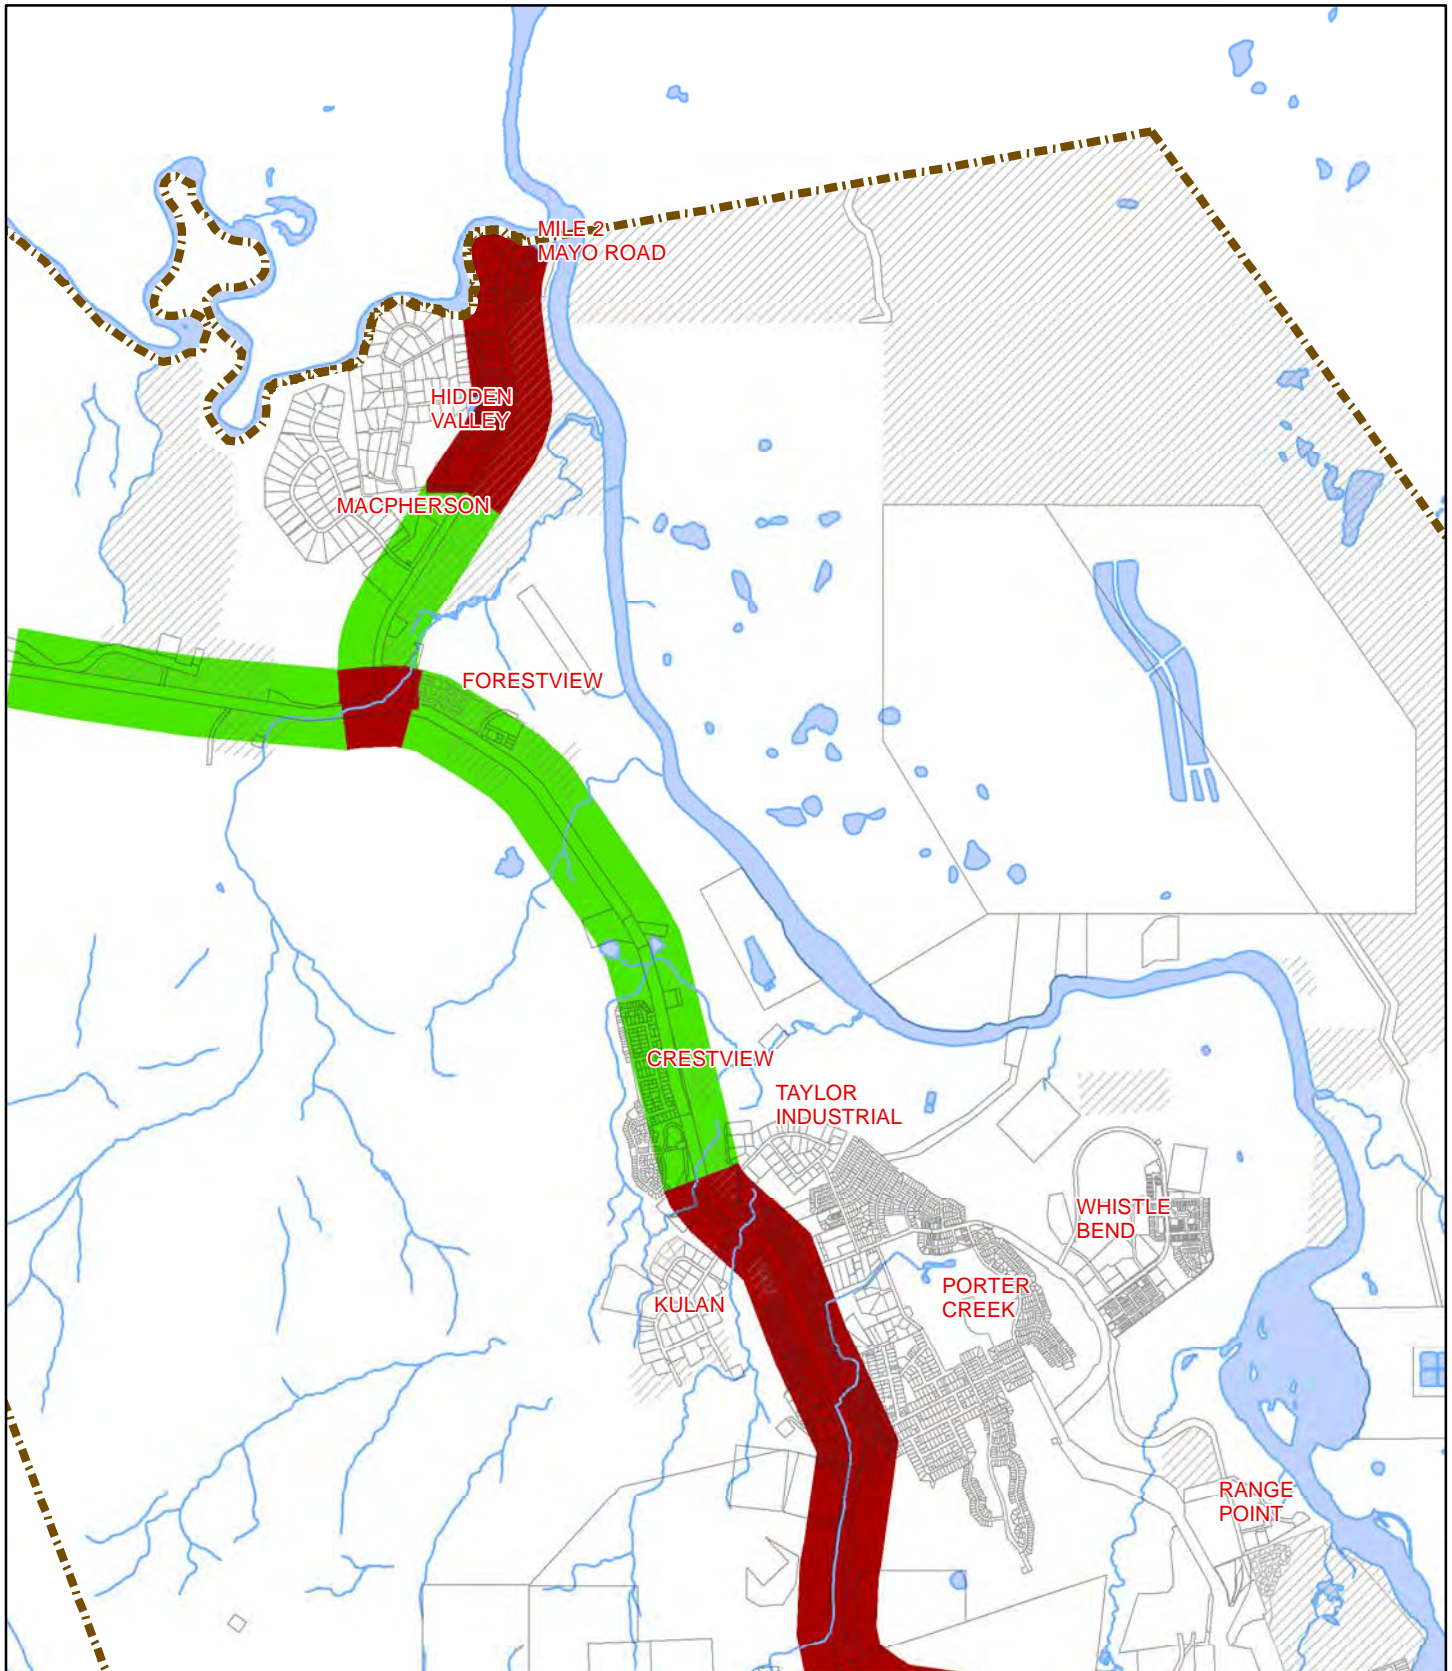 MILE 2
MAYO ROAD
HIDDEN
VALLEY
MACPHERSON
FORESTVIEW
CRESTVIEW
TAYLOR
INDUSTRIAL
WHISTLE
BEND
PORTER
CREEK
KULAN
RANGE
POINT